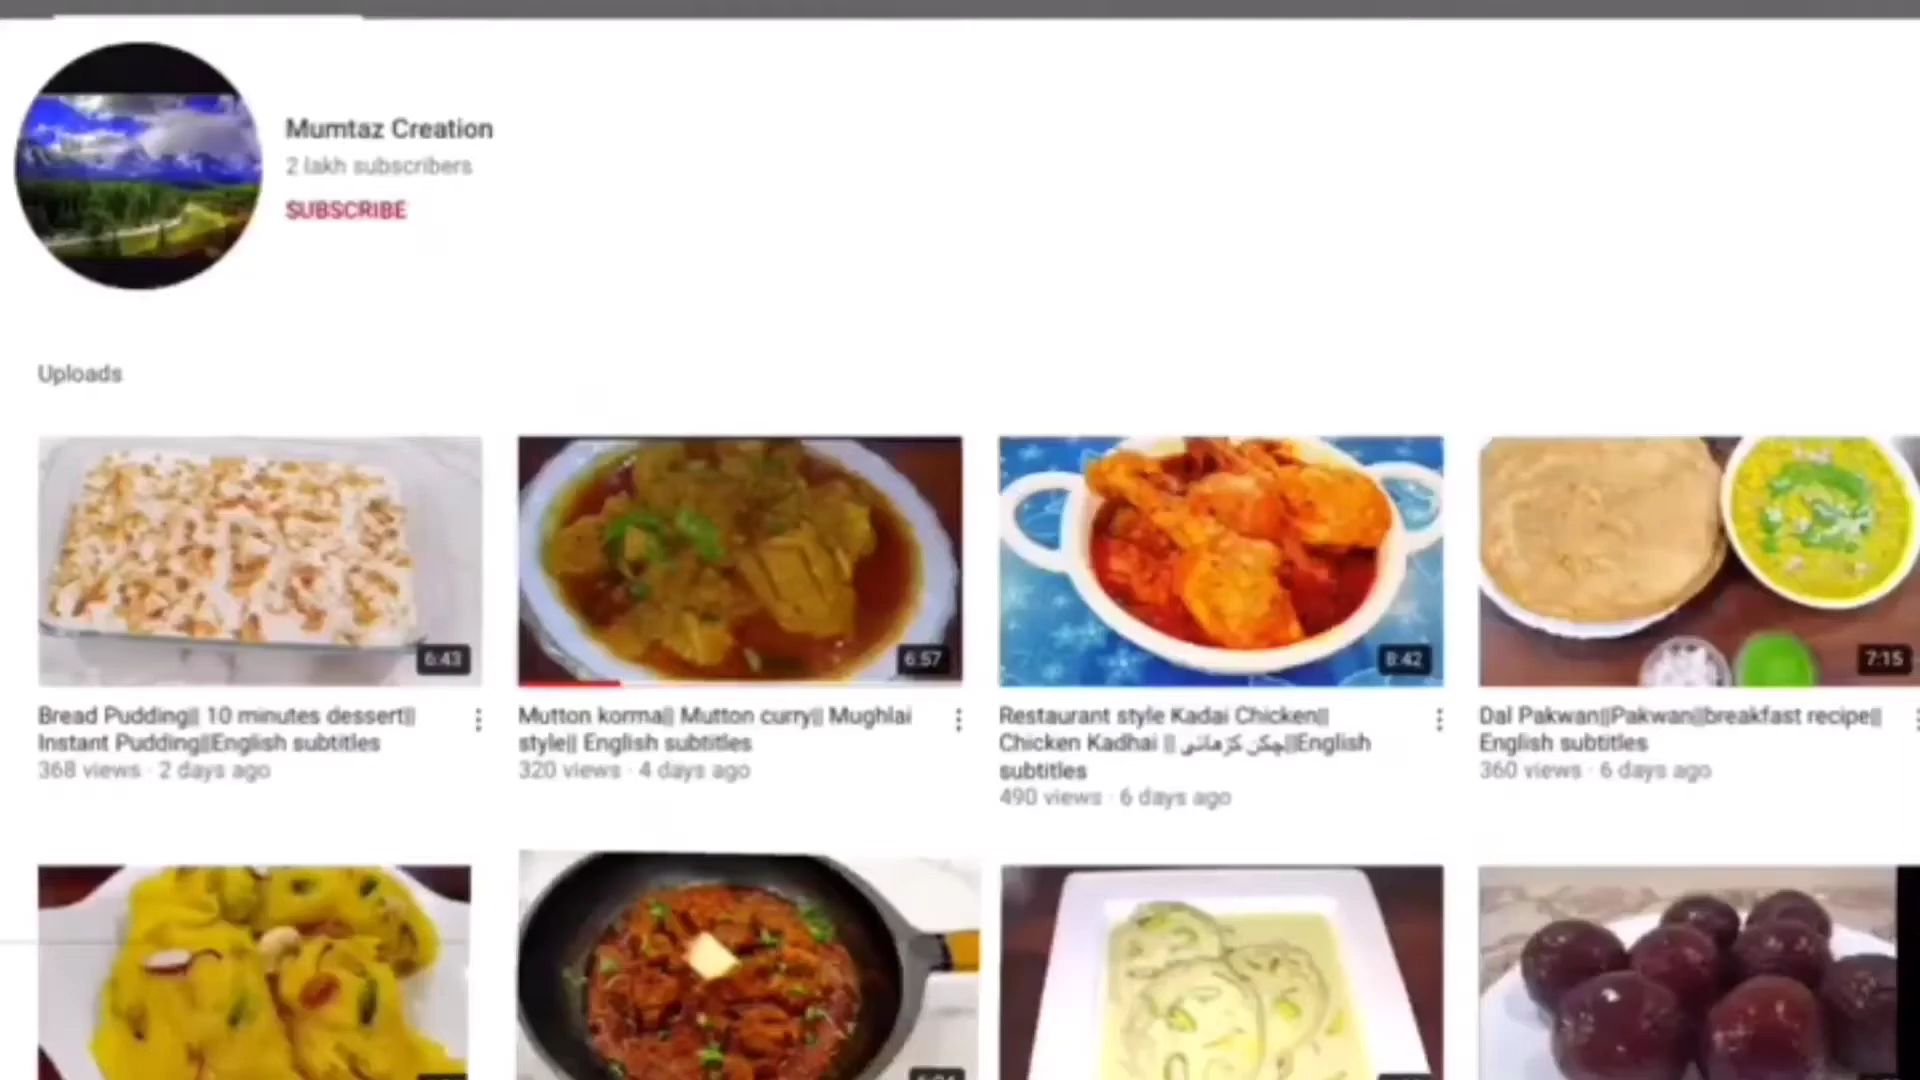 Mumtaz Creation
2 lakh subscribers
SUBSCRIBE
Uploads
6:43
6:57
8:42
7:15
Bread Pudding|| 10 minutes dessert||
Instant Pudding||English subtitles
368 views · 2 days ago
Mutton korma|| Mutton curry|| Mughlai
style|| English subtitles
320 views · 4 days ago
Restaurant style Kadai Chicken||
Chicken Kadhai || چکن کڑھائی||English
subtitles
490 views · 6 days ago
Dal Pakwan||Pakwan||breakfast recipe||
English subtitles
360 views · 6 days ago